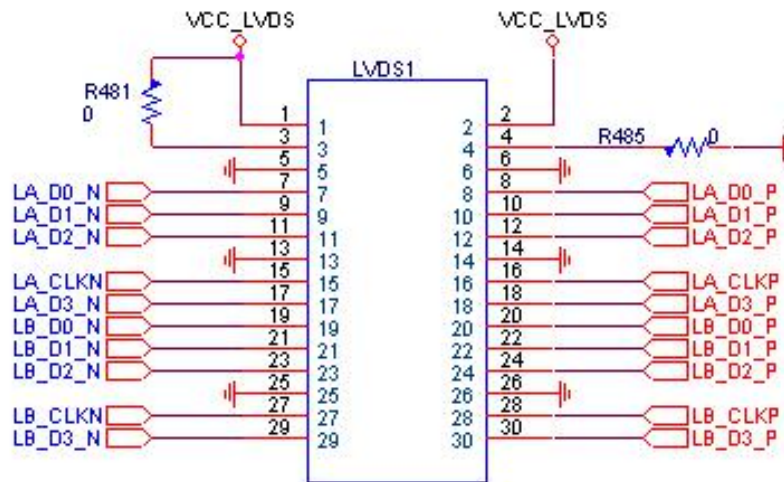 VCC_LVDS VCC_LVDS
LVDS1
R481
0
1 1 2 2
3 3 4 4 R485 0
5 5 6 6
LA_D0_N 7 7 8 8 LA_D0_P
LA_D1_N 9 9 10 10 LA_D1_P
LA_D2_N 11 11 12 12 LA_D2_P
13 13 14 14
LA_CLKN 15 15 16 16 LA_CLKP
LA_D3_N 17 17 18 18 LA_D3_P
LB_D0_N 19 19 20 20 LB_D0_P
LB_D1_N 21 21 22 22 LB_D1_P
LB_D2_N 23 23 24 24 LB_D2_P
25 25 26 26
LB_CLKN 27 27 28 28 LB_CLKP
LB_D3_N 29 29 30 30 LB_D3_P